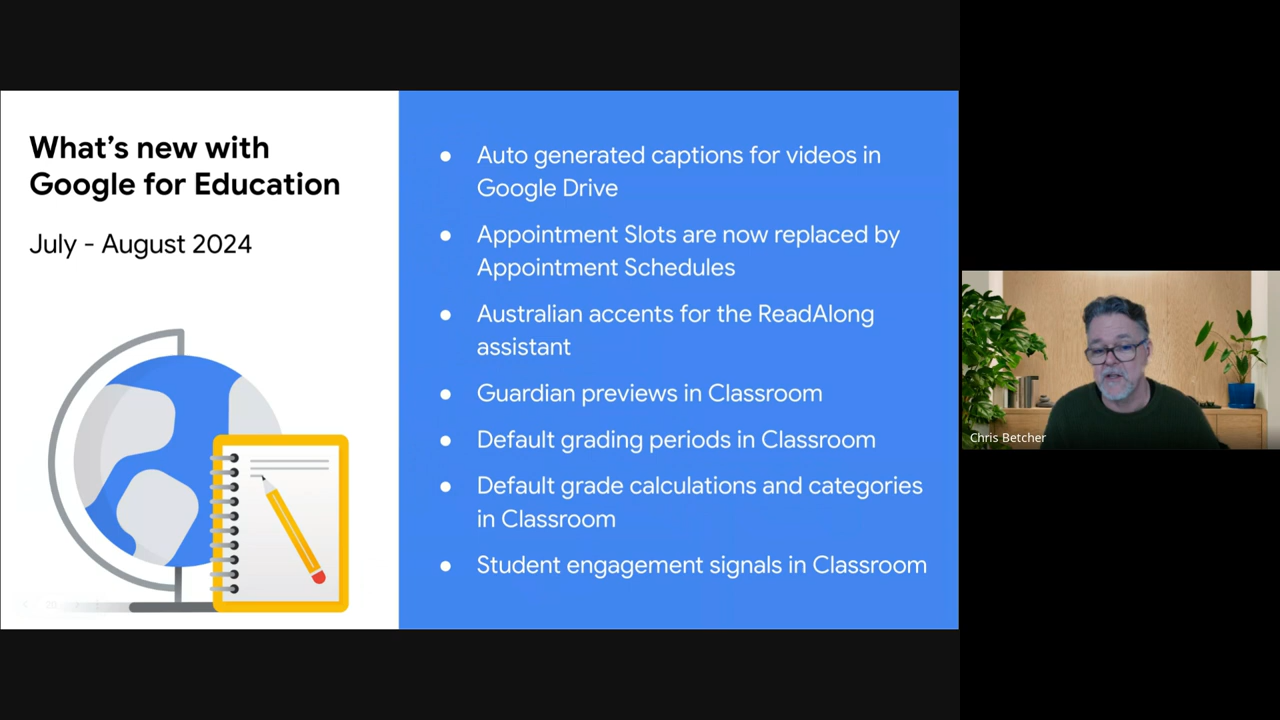 What's new with
Google for Education
July - August 2024
● Auto generated captions for videos in
Google Drive
● Appointment Slots are now replaced by
Appointment Schedules
● Australian accents for the ReadAlong
assistant
● Guardian previews in Classroom
● Default grading periods in Classroom
● Default grade calculations and categories
in Classroom
● Student engagement signals in Classroom
Chris Betcher